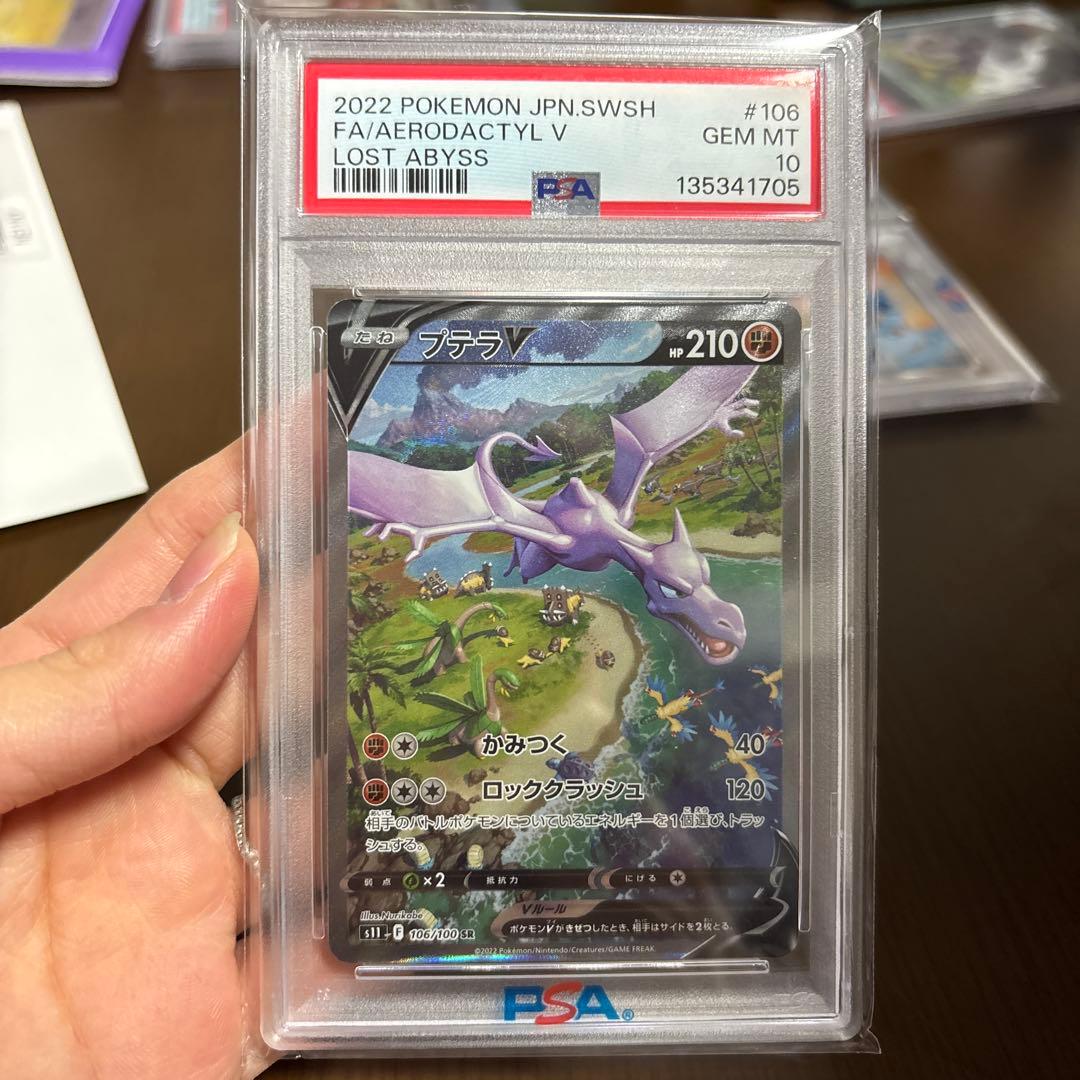 2022 POKEMON JPN.SWSH #106
FA/AERODACTYL V GEM MT
LOST ABYSS 10
PSA 135341705
たね プテラV HP 210
かみつく 40
ロッククラッシュ 120
相手のバトルポケモンについているエネルギーを1個選び、トラッ
シュする。
弱点 ×2 抵抗力 にげる
Vルール
Illus. Nurikabe
ポケモンVがきぜつしたとき、相手はサイドを2枚とる。
s11 F 106/100 SR
©2022 Pokémon/Nintendo/Creatures/GAME FREAK.
PSA®